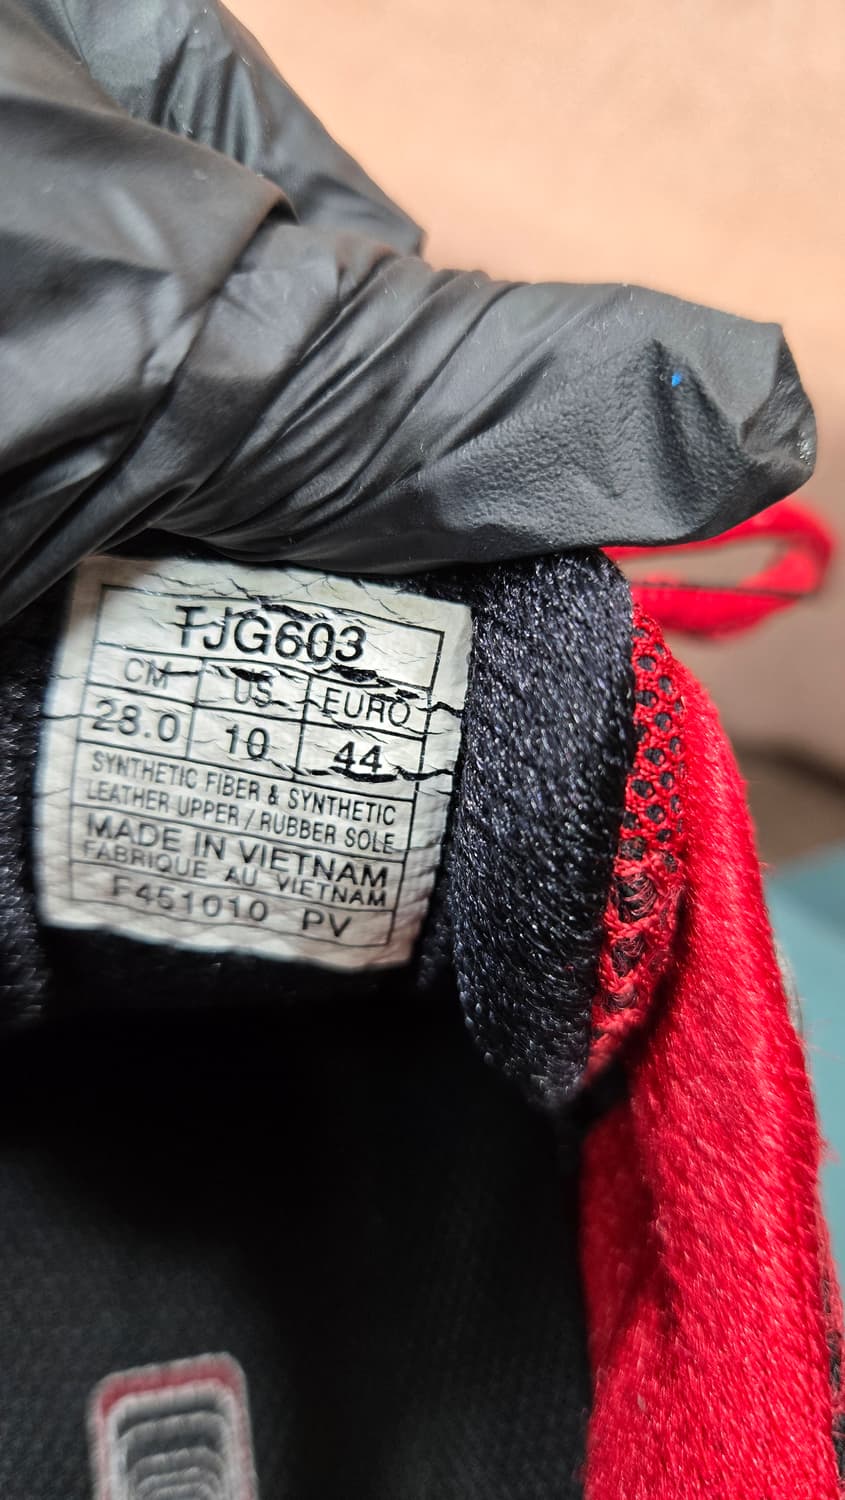 TJG603
CM US EURO
28.0 10 44
SYNTHETIC FIBER & SYNTHETIC
LEATHER UPPER / RUBBER SOLE
MADE IN VIETNAM
FABRIQUE AU VIETNAM
F451010 PV